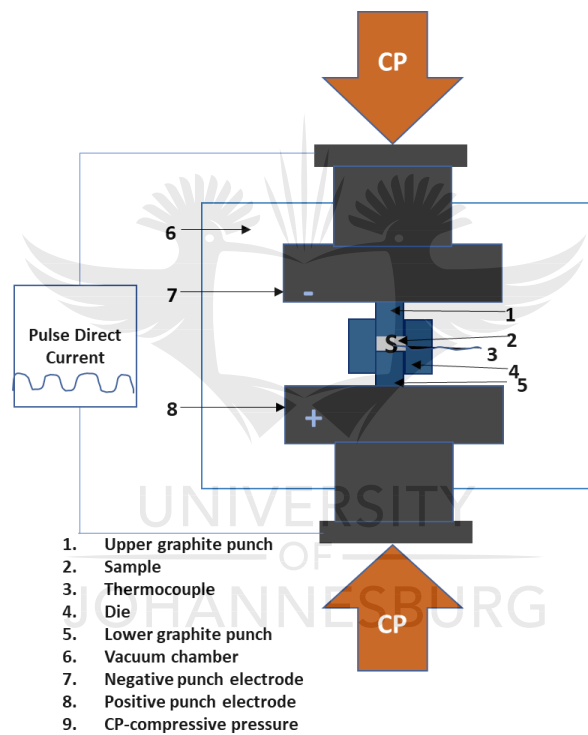 CP
6
7
-
1
Pulse Direct
Current
S
2
3
4
5
8
+
UNIVERSITY
OF
JOHANNESBURG
1. Upper graphite punch
2. Sample
3. Thermocouple
4. Die
5. Lower graphite punch
6. Vacuum chamber
7. Negative punch electrode
8. Positive punch electrode
9. CP-compressive pressure
CP